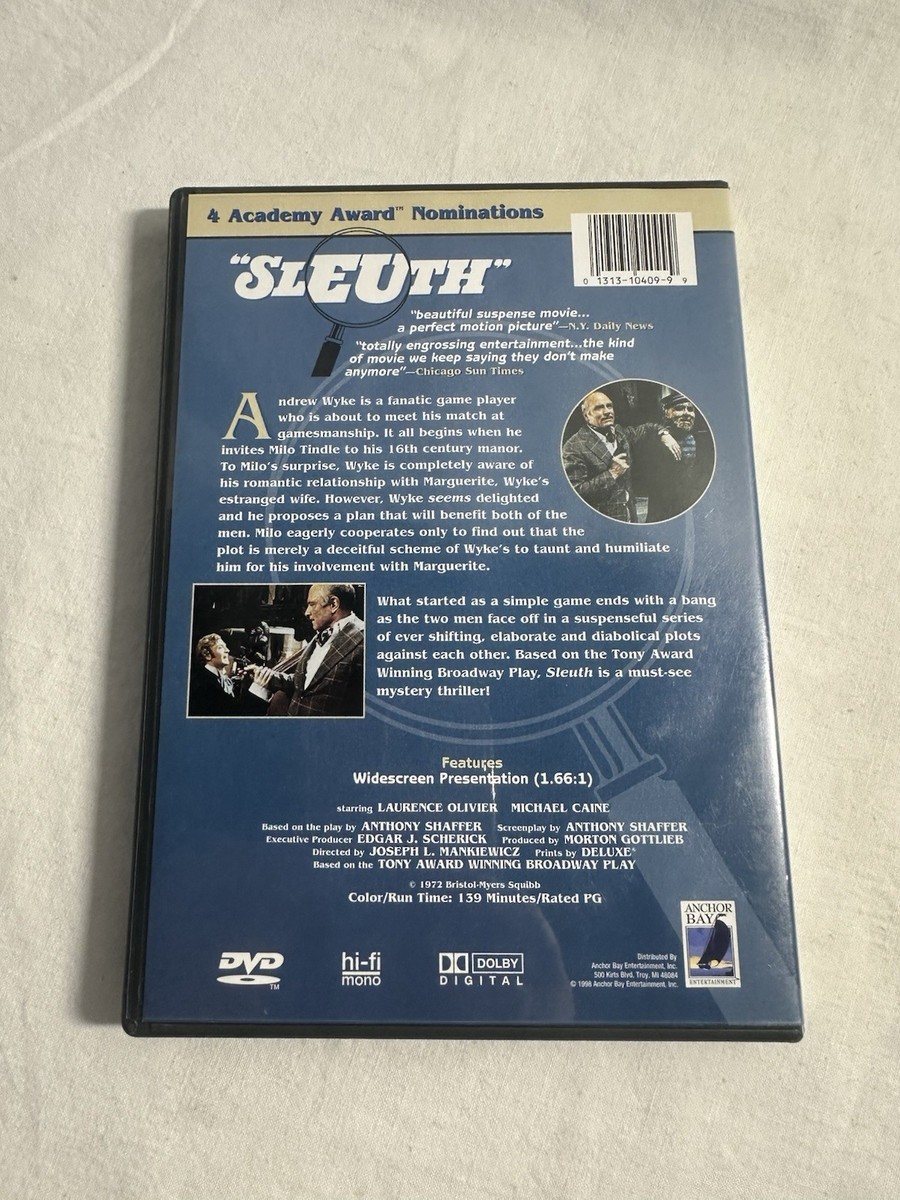 4 Academy Award™ Nominations
0 1313-10409-9 9
"SLEUTH"
"beautiful suspense movie...
a perfect motion picture"—N.Y. Daily News
"totally engrossing entertainment...the kind
of movie we keep saying they don't make
anymore"—Chicago Sun Times
Andrew Wyke is a fanatic game player
who is about to meet his match at
gamesmanship. It all begins when he
invites Milo Tindle to his 16th century manor.
To Milo's surprise, Wyke is completely aware of
his romantic relationship with Marguerite, Wyke's
estranged wife. However, Wyke seems delighted
and he proposes a plan that will benefit both of the
men. Milo eagerly cooperates only to find out that the
plot is merely a deceitful scheme of Wyke's to taunt and humiliate
him for his involvement with Marguerite.
What started as a simple game ends with a bang
as the two men face off in a suspenseful series
of ever shifting, elaborate and diabolical plots
against each other. Based on the Tony Award
Winning Broadway Play, Sleuth is a must-see
mystery thriller!
Features
Widescreen Presentation (1.66:1)
starring LAURENCE OLIVIER MICHAEL CAINE
Based on the play by ANTHONY SHAFFER Screenplay by ANTHONY SHAFFER
Executive Producer EDGAR J. SCHERICK Produced by MORTON GOTTLIEB
Directed by JOSEPH L. MANKIEWICZ Prints by DELUXE®
Based on the TONY AWARD WINNING BROADWAY PLAY
© 1972 Bristol-Myers Squibb
Color/Run Time: 139 Minutes/Rated PG
DVD™
hi-fi
mono
DOLBY
DIGITAL
Distributed By
Anchor Bay Entertainment, Inc.
500 Kirts Blvd, Troy, MI 48084
© 1998 Anchor Bay Entertainment, Inc.
ANCHOR
BAY
ENTERTAINMENT